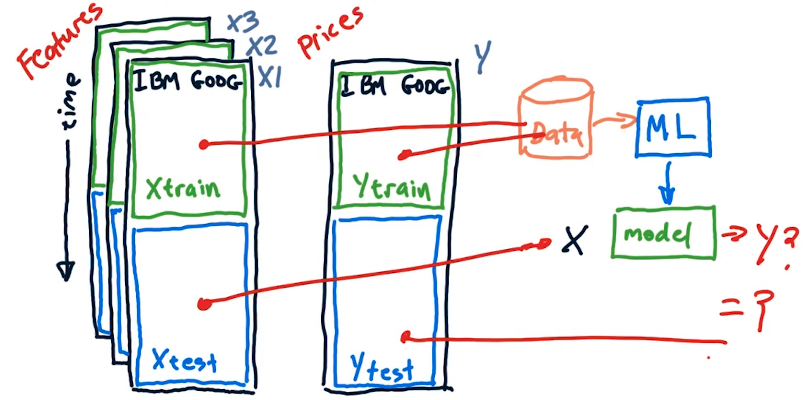 Features
X3
X2
X1
IBM GOOG
time
Xtrain
Xtest
Prices
Y
IBM GOOG
Ytrain
Ytest
Data
ML
model
X
Y?
= ?